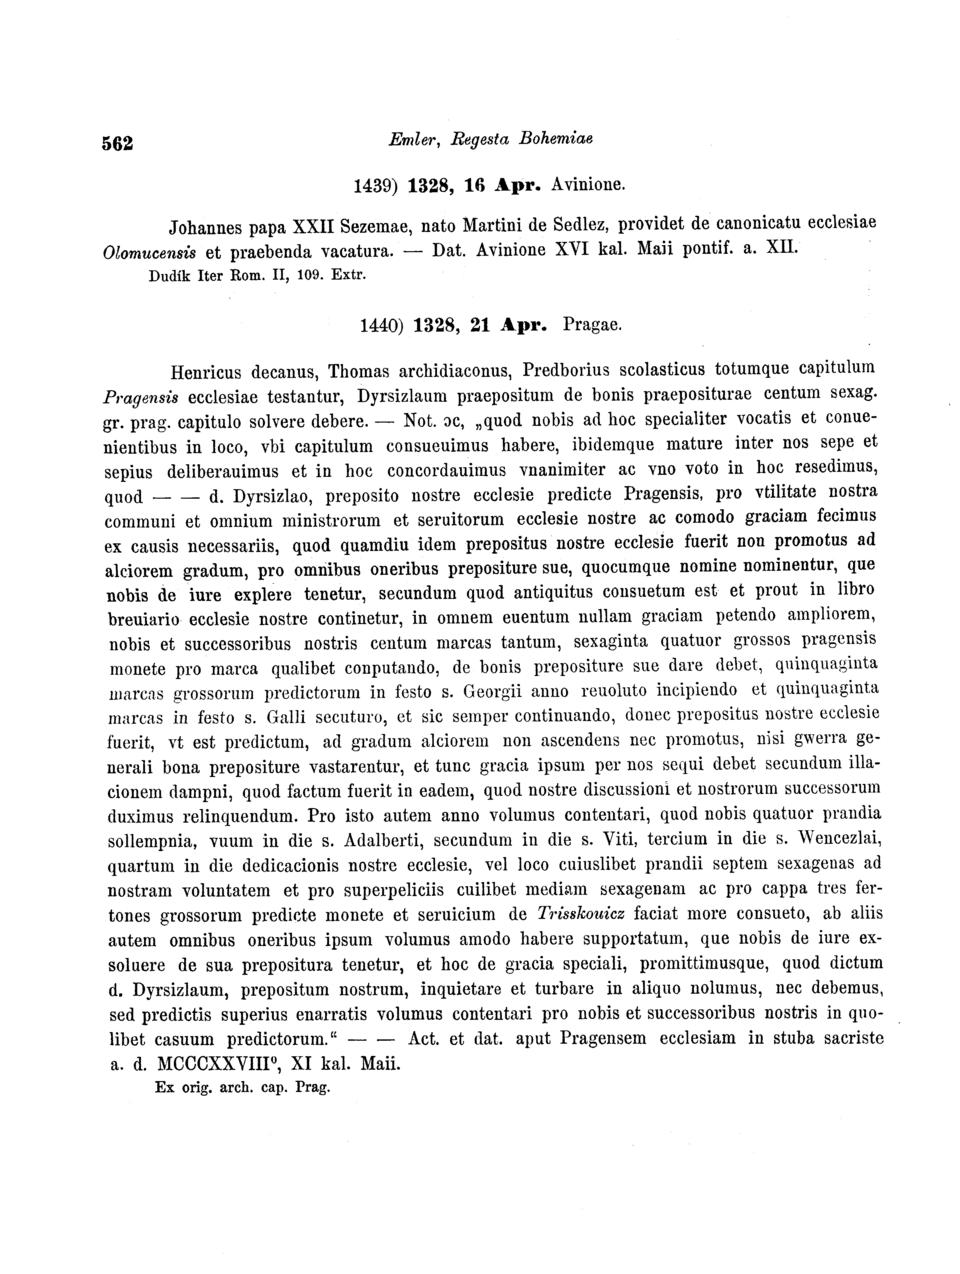 562
Emler, Regesta Bohemiae
1439) 1328, 16 Apr. Avinione.
Johannes papa XXII Sezemae, nato Martini de Sedlez, providet de canonicatu ecclesiae
Olomucensis et praebenda vacatura. — Dat. Avinione XVI kal. Maii pontif. a. XII.
Dudík Iter Rom. II, 109. Extr.
1440) 1328, 21 Apr. Pragae.
Henricus decanus, Thomas archidiaconus, Predborius scolasticus totumque capitulum
Pragensis ecclesiae testantur, Dyrsizlaum praepositum de bonis praepositurae centum sexag.
gr. prag. capitulo solvere debere. — Not. ɔc, „quod nobis ad hoc specialiter vocatis et conue-
nientibus in loco, vbi capitulum consueuimus habere, ibidemque mature inter nos sepe et
sepius deliberauimus et in hoc concordauimus vnanimiter ac vno voto in hoc resedimus,
quod — — d. Dyrsizlao, preposito nostre ecclesie predicte Pragensis, pro vtilitate nostra
communi et omnium ministrorum et seruitorum ecclesie nostre ac comodo graciam fecimus
ex causis necessariis, quod quamdiu idem prepositus nostre ecclesie fuerit non promotus ad
alciorem gradum, pro omnibus oneribus prepositure sue, quocumque nomine nominentur, que
nobis de iure explere tenetur, secundum quod antiquitus consuetum est et prout in libro
breuiario ecclesie nostre continetur, in omnem euentum nullam graciam petendo ampliorem,
nobis et successoribus nostris centum marcas tantum, sexaginta quatuor grossos pragensis
monete pro marca qualibet conputando, de bonis prepositure sue dare debet, quinquaginta
marcas grossorum predictorum in festo s. Georgii anno reuoluto incipiendo et quinquaginta
marcas in festo s. Galli secuturo, et sic semper continuando, donec prepositus nostre ecclesie
fuerit, vt est predictum, ad gradum alciorem non ascendens nec promotus, nisi gwerra ge-
nerali bona prepositure vastarentur, et tunc gracia ipsum per nos sequi debet secundum illa-
cionem dampni, quod factum fuerit in eadem, quod nostre discussioni et nostrorum successorum
duximus relinquendum. Pro isto autem anno volumus contentari, quod nobis quatuor prandia
sollempnia, vuum in die s. Adalberti, secundum in die s. Viti, tercium in die s. Wencezlai,
quartum in die dedicacionis nostre ecclesie, vel loco cuiuslibet prandii septem sexagenas ad
nostram voluntatem et pro superpeliciis cuilibet mediam sexagenam ac pro cappa tres fer-
tones grossorum predicte monete et seruicium de Trisskouicz faciat more consueto, ab aliis
autem omnibus oneribus ipsum volumus amodo habere supportatum, que nobis de iure ex-
soluere de sua prepositura tenetur, et hoc de gracia speciali, promittimusque, quod dictum
d. Dyrsizlaum, prepositum nostrum, inquietare et turbare in aliquo nolumus, nec debemus,
sed predictis superius enarratis volumus contentari pro nobis et successoribus nostris in quo-
libet casuum predictorum.“ — — Act. et dat. aput Pragensem ecclesiam in stuba sacriste
a. d. MCCCXXVIII⁰, XI kal. Maii.
Ex orig. arch. cap. Prag.